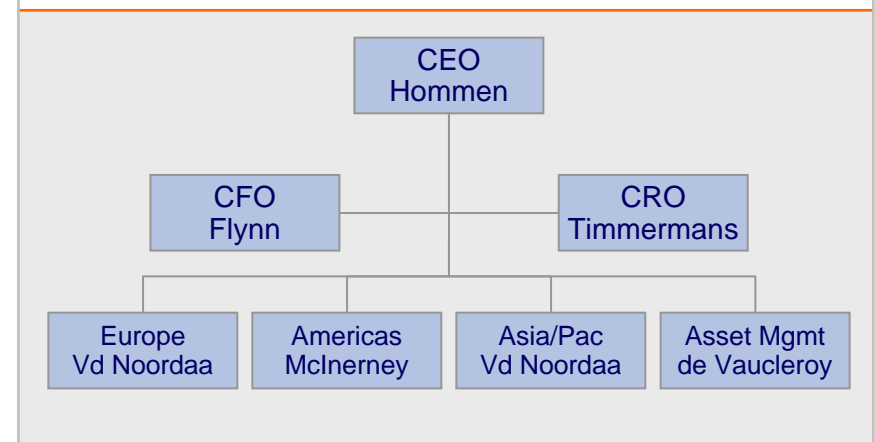 CEO
Hommen
CFO
Flynn
CRO
Timmermans
Europe
Vd Noordaa
Americas
McInerney
Asia/Pac
Vd Noordaa
Asset Mgmt
de Vaucleroy